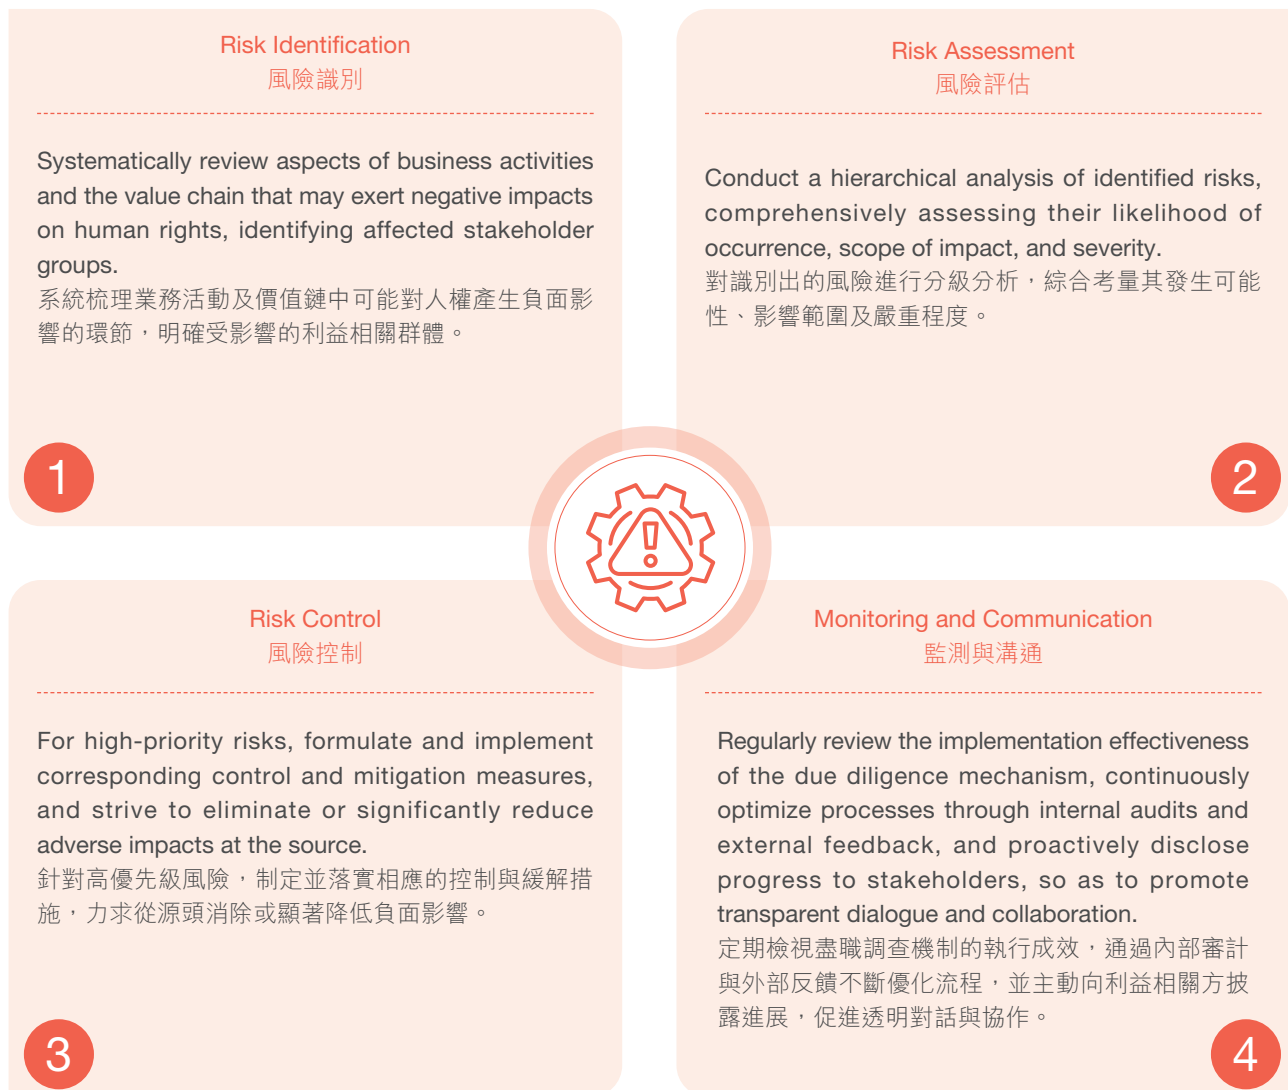 Risk Identification
風險識別
Systematically review aspects of business activities
and the value chain that may exert negative impacts
on human rights, identifying affected stakeholder
groups.
系統梳理業務活動及價值鏈中可能對人權產生負面影
響的環節，明確受影響的利益相關群體。
1
Risk Assessment
風險評估
Conduct a hierarchical analysis of identified risks,
comprehensively assessing their likelihood of
occurrence, scope of impact, and severity.
對識別出的風險進行分級分析，綜合考量其發生可能
性、影響範圍及嚴重程度。
2
Risk Control
風險控制
For high-priority risks, formulate and implement
corresponding control and mitigation measures,
and strive to eliminate or significantly reduce
adverse impacts at the source.
針對高優先級風險，制定並落實相應的控制與緩解措
施，力求從源頭消除或顯著降低負面影響。
3
Monitoring and Communication
監測與溝通
Regularly review the implementation effectiveness
of the due diligence mechanism, continuously
optimize processes through internal audits and
external feedback, and proactively disclose
progress to stakeholders, so as to promote
transparent dialogue and collaboration.
定期檢視盡職調查機制的執行成效，通過內部審計
與外部反饋不斷優化流程，並主動向利益相關方披
露進展，促進透明對話與協作。
4